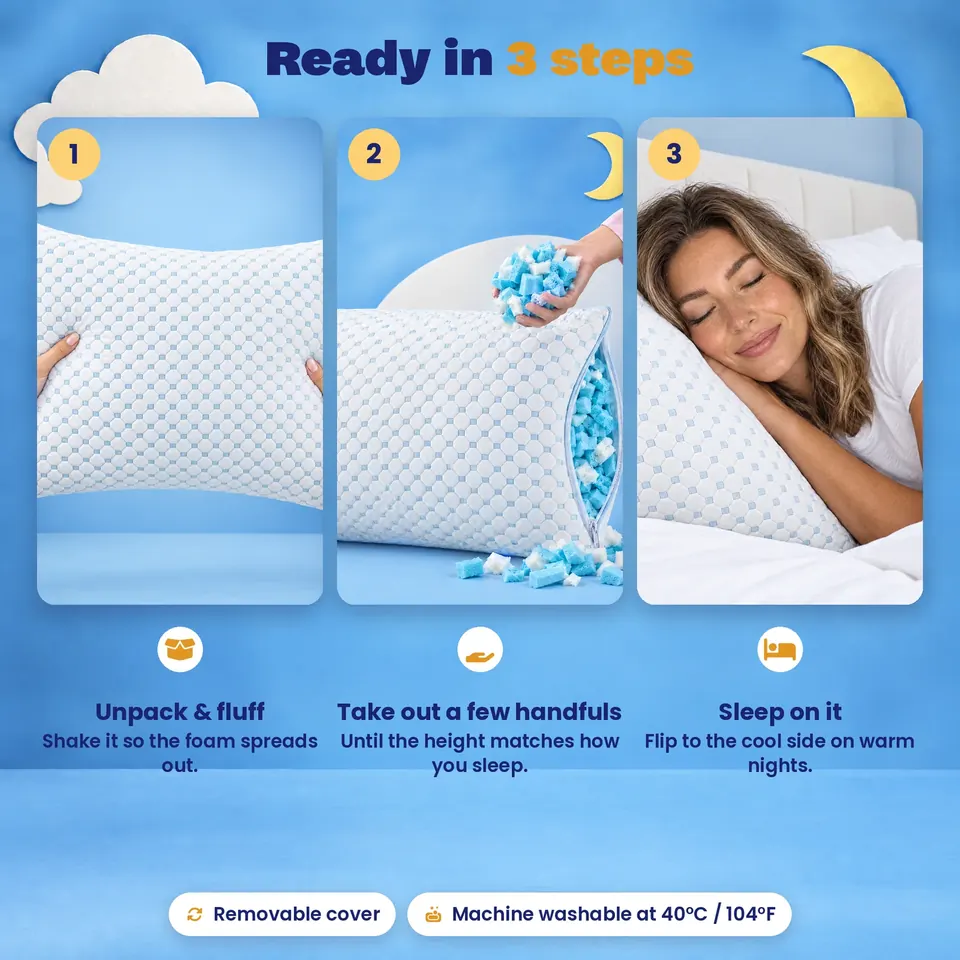 Ready in 3 steps
1
2
3
Unpack & fluff
Shake it so the foam spreads
out.
Take out a few handfuls
Until the height matches how
you sleep.
Sleep on it
Flip to the cool side on warm
nights.
Removable cover
Machine washable at 40°C / 104°F